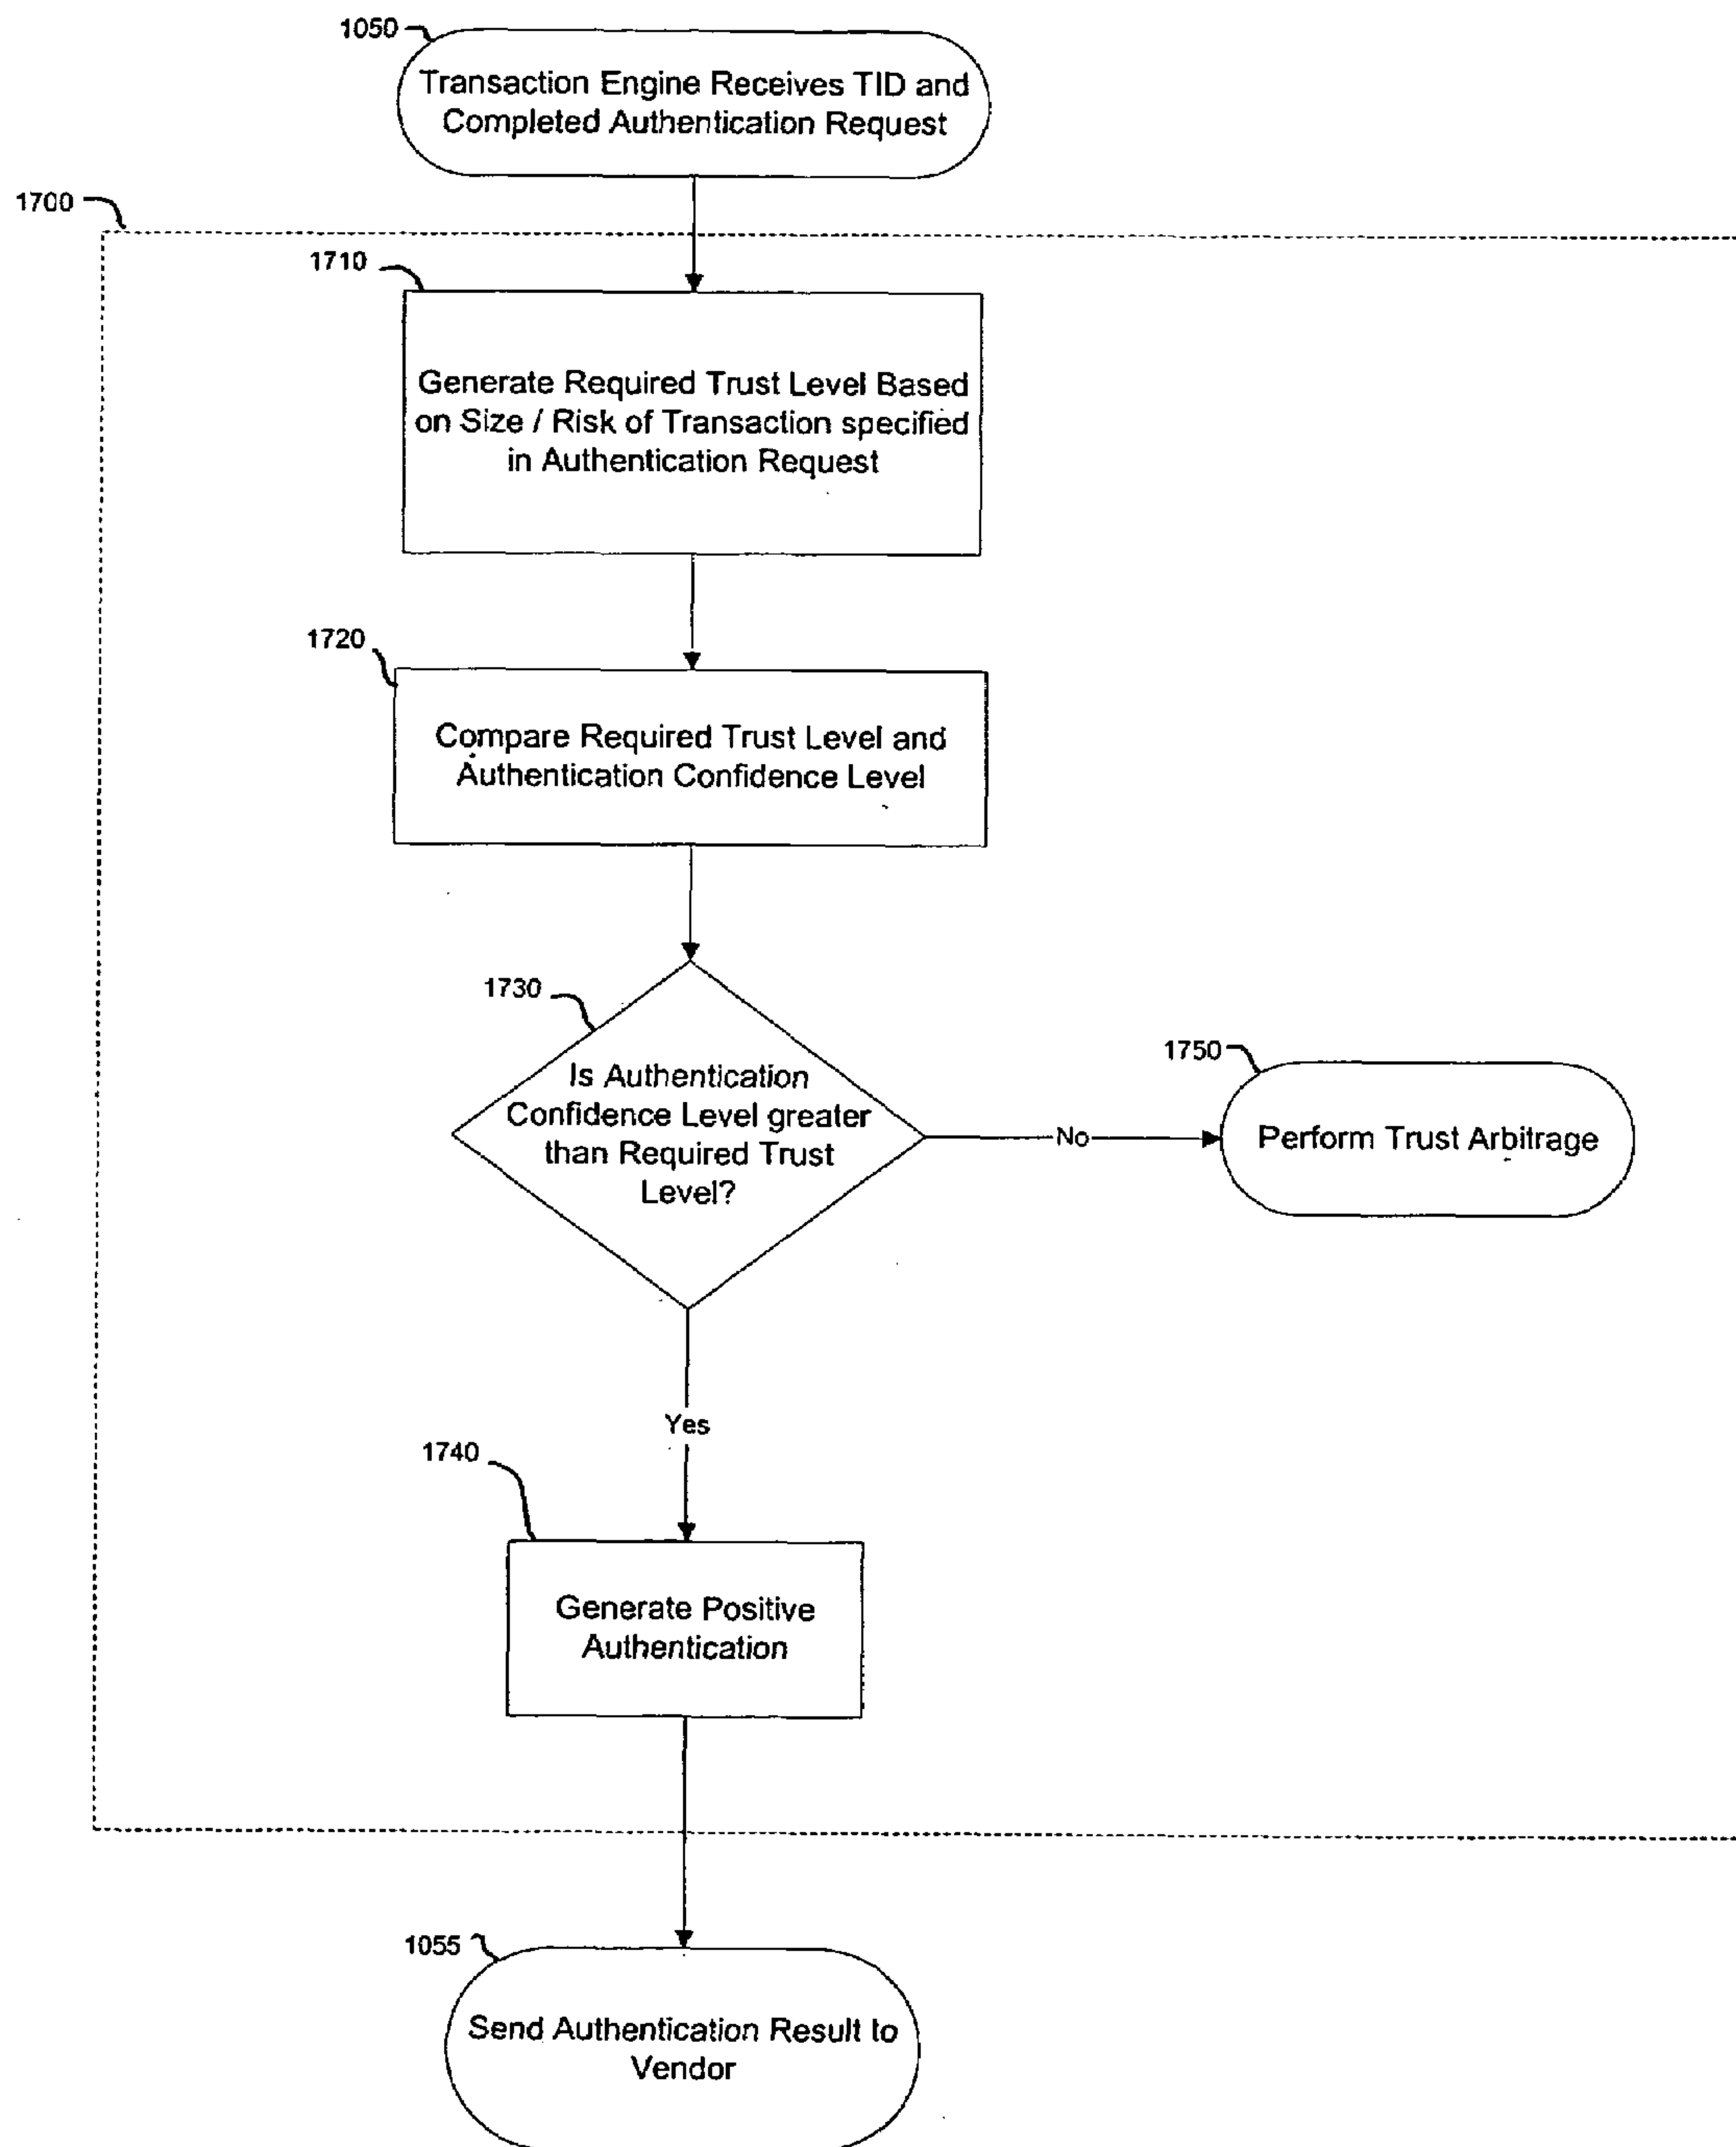 1050
Transaction Engine Receives TID and
Completed Authentication Request
1700
1710
Generate Required Trust Level Based
on Size / Risk of Transaction specified
in Authentication Request
1720
Compare Required Trust Level and
Authentication Confidence Level
1730
Is Authentication
Confidence Level greater
than Required Trust
Level?
No
1750
Perform Trust Arbitrage
Yes
1740
Generate Positive
Authentication
1055
Send Authentication Result to
Vendor